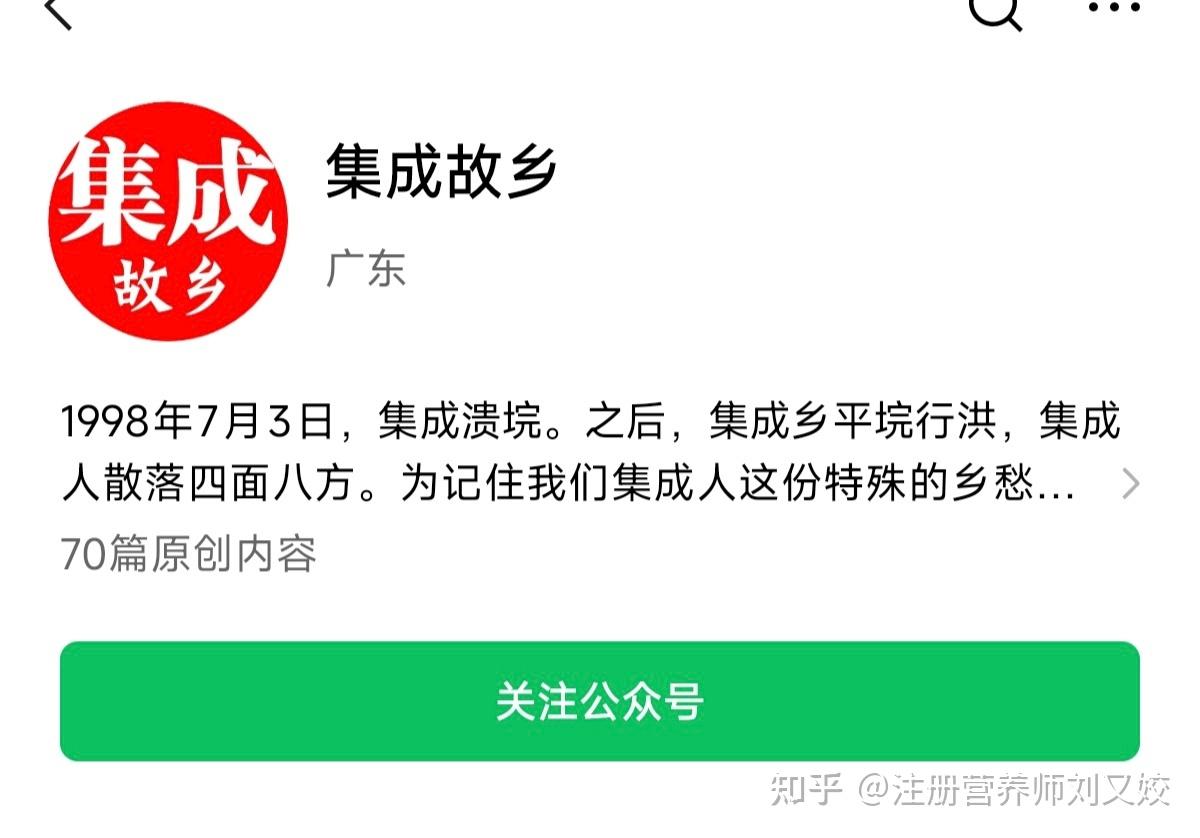 集成
故乡
集成故乡
广东
1998年7月3日，集成溃垸。之后，集成乡平垸行洪，集成
人散落四面八方。为记住我们集成人这份特殊的乡愁...
70篇原创内容
关注公众号
知乎 @注册营养师刘又姣